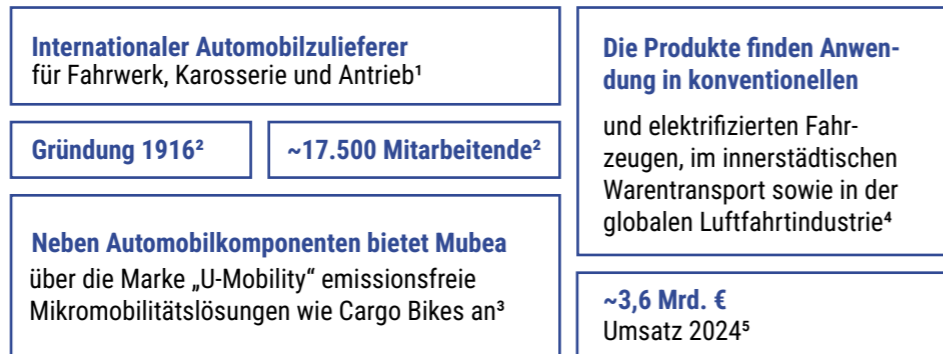 Internationaler Automobilzulieferer
für Fahrwerk, Karosserie und Antrieb¹
Gründung 1916²
~17.500 Mitarbeitende²
Neben Automobilkomponenten bietet Mubea
über die Marke „U-Mobility“ emissionsfreie
Mikromobilitätslösungen wie Cargo Bikes an³
Die Produkte finden Anwen-
dung in konventionellen
und elektrifizierten Fahr-
zeugen, im innerstädtischen
Warentransport sowie in der
globalen Luftfahrtindustrie⁴
~3,6 Mrd. €
Umsatz 2024⁵